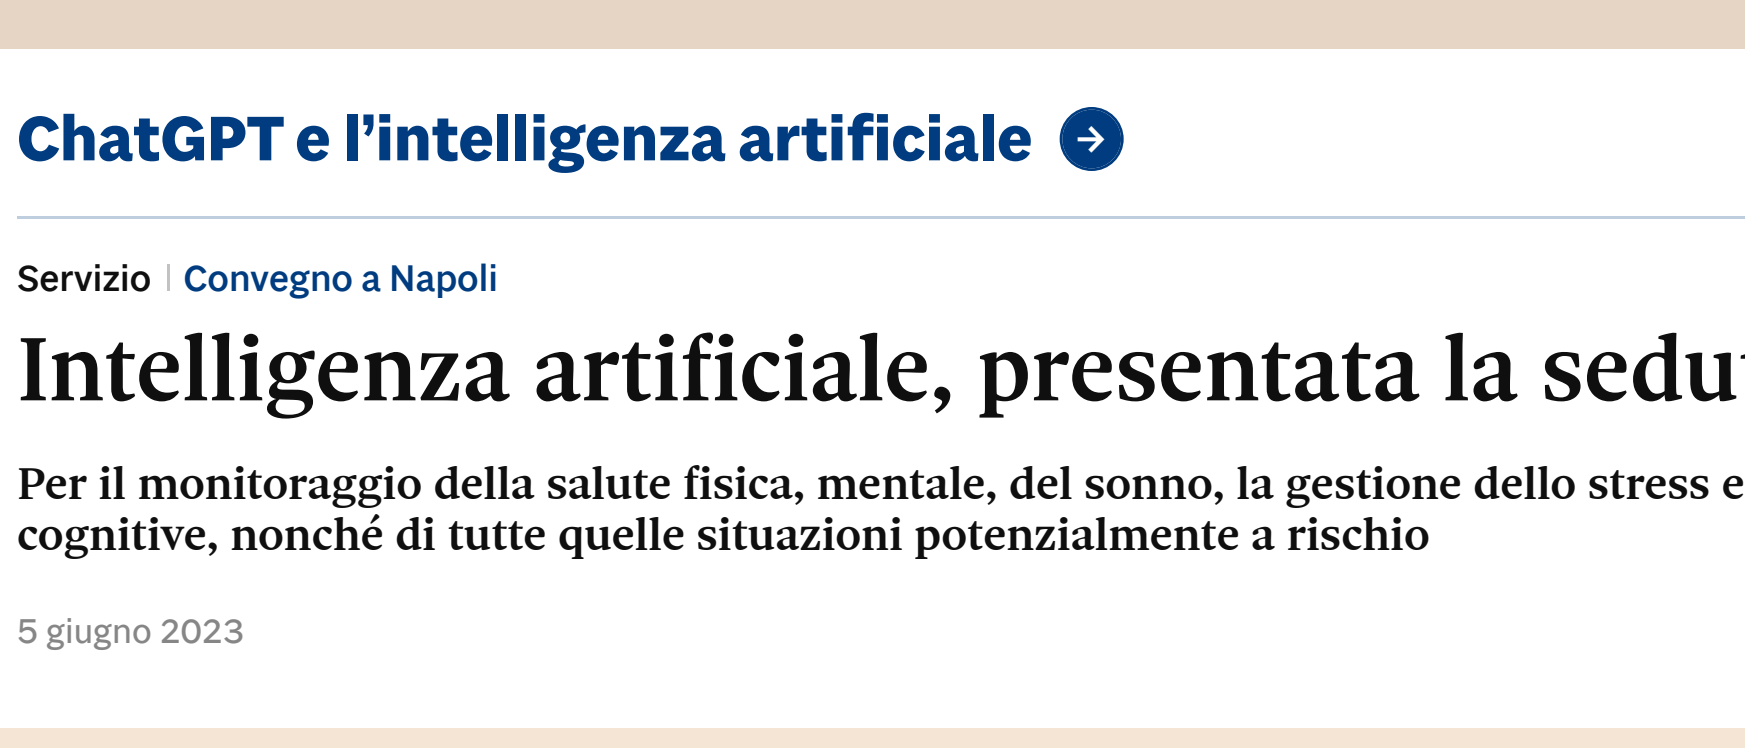 ChatGPT e l’intelligenza artificiale
Servizio | Convegno a Napoli
Intelligenza artificiale, presentata la
Per il monitoraggio della salute fisica, mentale, del sonno, la gestione dello stress e
cognitive, nonché di tutte quelle situazioni potenzialmente a rischio
5 giugno 2023